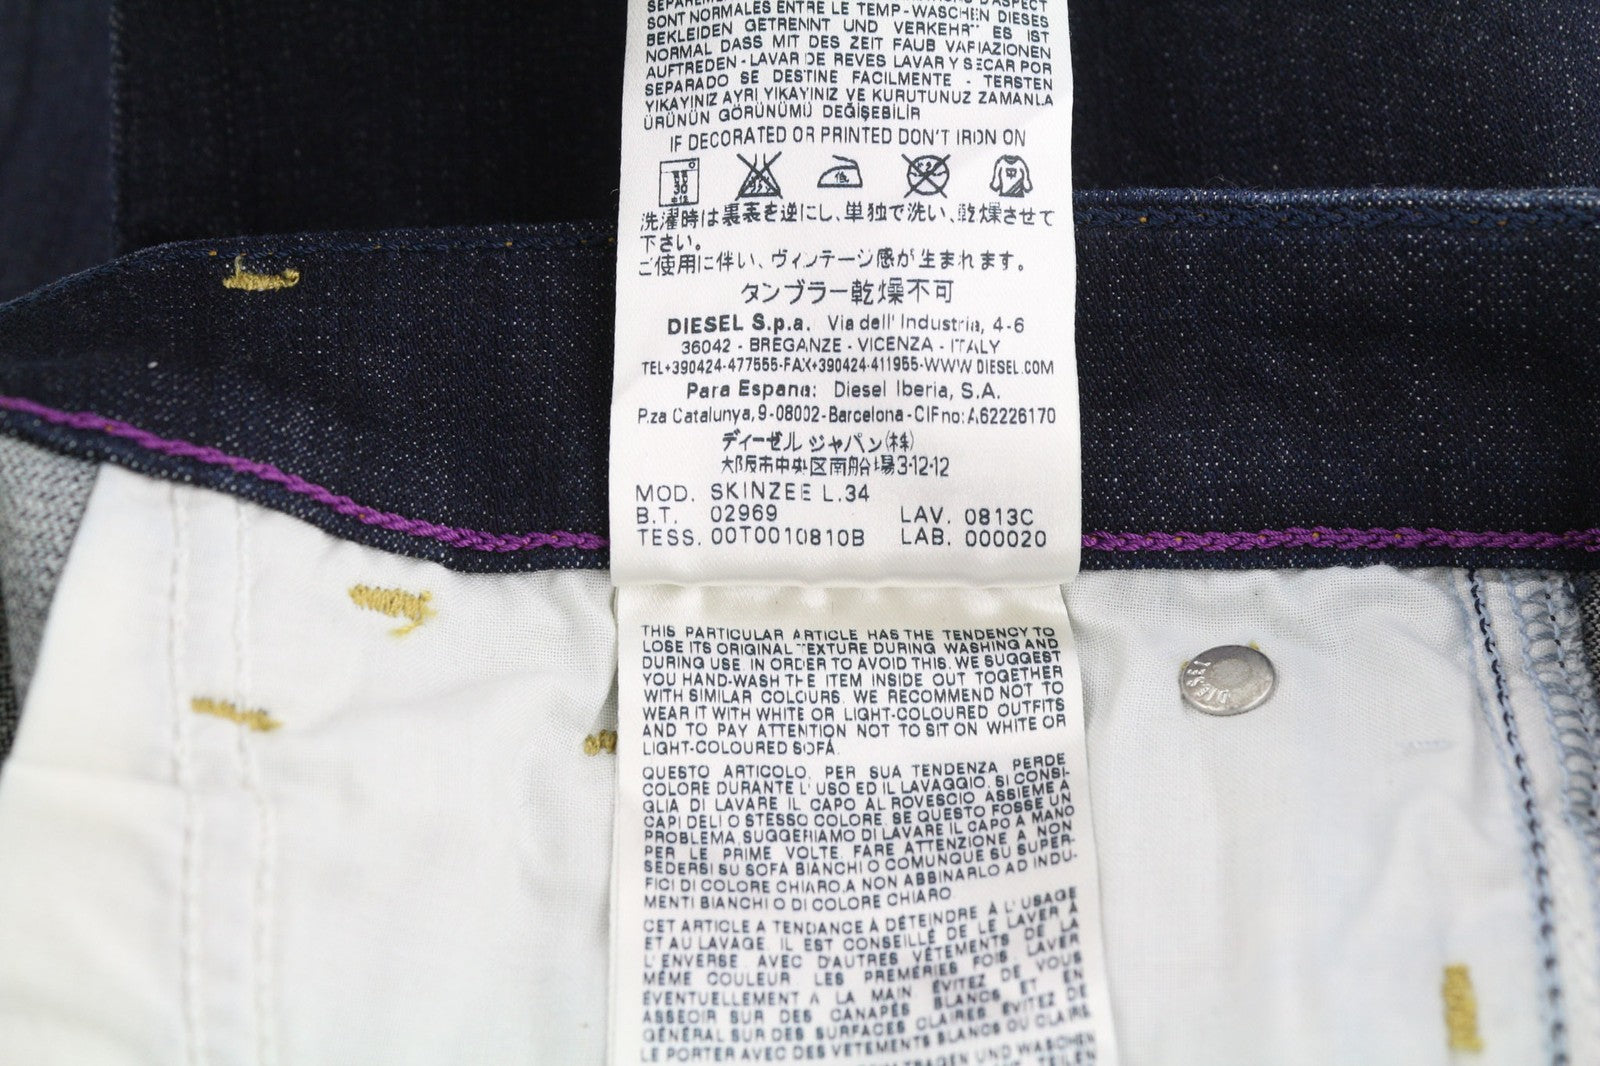 SONT NORMALES ENTRE LE TEMP-WASCHEN DIESES
BEKLEIDEN GETRENNT UND VERKEHRT ES IST
NORMAL DASS MIT DES ZEIT FAUB VARIAZIONEN
AUFTREDEN - LAVAR DE REVES LAVAR Y SECAR POR
SEPARADO SE DESTINE FACILMENTE - TERSTEN
YIKAYINIZ AYRI YIKAYINIZ VE KURUTUNUZ ZAMANLA
ÜRÜNÜN GÖRÜNÜMÜ DEĞİŞEBİLİR
IF DECORATED OR PRINTED DON'T IRON ON
30
低
中
洗濯時は裏表を逆にし、単独で洗い、乾燥させて
下さい。
ご使用に伴い、ヴィンテージ感が生まれます。
タンブラー乾燥不可
DIESEL S.p.a. Via dell' Industria, 4-6
36042 - BREGANZE - VICENZA - ITALY
TEL+390424-477555-FAX+390424-411955-WWW.DIESEL.COM
Para Espana: Diesel Iberia, S.A.
P.za Catalunya, 9-08002-Barcelona-CIF no: A62226170
ディーゼル ジャパン(株)
大阪市中央区南船場3-12-12
MOD. SKINZEE L.34
B.T. 02969 LAV. 0813C
TESS. 00T0010810B LAB. 000020
THIS PARTICULAR ARTICLE HAS THE TENDENCY TO
LOSE ITS ORIGINAL TEXTURE DURING WASHING AND
DURING USE. IN ORDER TO AVOID THIS, WE SUGGEST
YOU HAND-WASH THE ITEM INSIDE OUT TOGETHER
WITH SIMILAR COLOURS. WE RECOMMEND NOT TO
WEAR IT WITH WHITE OR LIGHT-COLOURED OUTFITS
AND TO PAY ATTENTION NOT TO SIT ON WHITE OR
LIGHT-COLOURED SOFÁ.
DIESEL
QUESTO ARTICOLO, PER SUA TENDENZA, PERDE
COLORE DURANTE L'USO ED IL LAVAGGIO. SI CONSI-
GLIA DI LAVARE IL CAPO AL ROVESCIO ASSIEME A
CAPI DELLO STESSO COLORE. SE QUESTO FOSSE UN
PROBLEMA, SUGGERIAMO DI LAVARE IL CAPO A MANO
PER LE PRIME VOLTE. FARE ATTENZIONE A NON
SEDERSI SU SOFA BIANCHI O COMUNQUE SU SUPER-
FICI DI COLORE CHIARO. A NON ABBINARLO AD INDU-
MENTI BIANCHI O DI COLORE CHIARO.
CET ARTICLE A TENDANCE À DÉTEINDRE À L'USAGE
ET AU LAVAGE. IL EST CONSEILLÉ DE LE LAVER À
L'ENVERSE, AVEC D'AUTRES VÊTEMENTS DE LA
MÊME COULEUR. LES PREMÉRIES FOIS, LAVER
ÉVENTUELLEMENT A LA MAIN. ÉVITEZ DE VOUS
ASSEOIR SUR DES CANAPÉS BLANCS ET EN
GÉNÉRAL SUR DES SURFACES CLAIRES. ÉVITEZ DE
LE PORTER AVEC DES VETEMENTS BLANCS OU CLAIRS.
TRAGEN UND WASCHEN
TEILEN